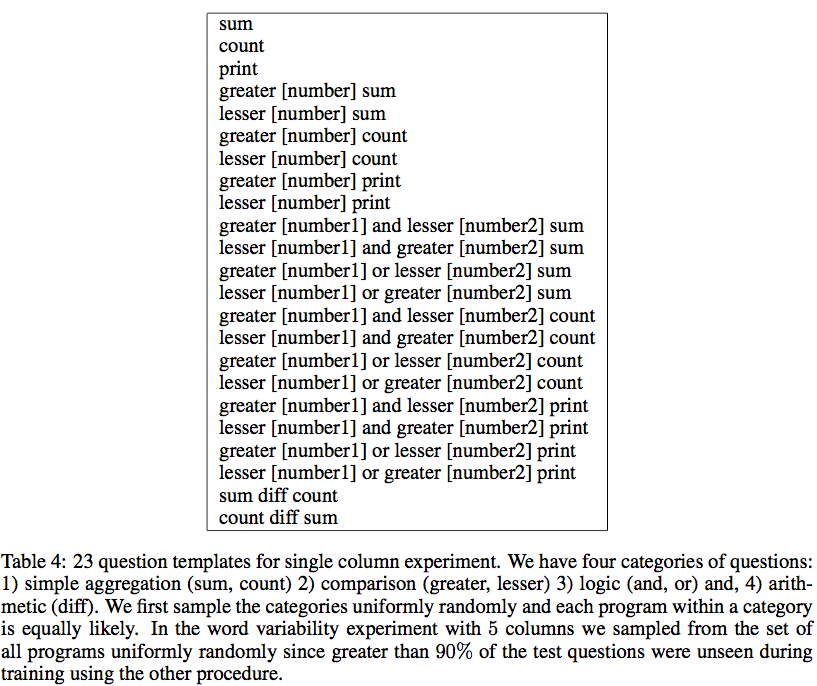 sum
count
print
greater [number] sum
lesser [number] sum
greater [number] count
lesser [number] count
greater [number] print
lesser [number] print
greater [number1] and lesser [number2] sum
lesser [number1] and greater [number2] sum
greater [number1] or lesser [number2] sum
lesser [number1] or greater [number2] sum
greater [number1] and lesser [number2] count
lesser [number1] and greater [number2] count
greater [number1] or lesser [number2] count
lesser [number1] or greater [number2] count
greater [number1] and lesser [number2] print
lesser [number1] and greater [number2] print
greater [number1] or lesser [number2] print
lesser [number1] or greater [number2] print
sum diff count
count diff sum
Table 4: 23 question templates for single column experiment. We have four categories of questions:
1) simple aggregation (sum, count) 2) comparison (greater, lesser) 3) logic (and, or) and, 4) arith-
metic (diff). We first sample the categories uniformly randomly and each program within a category
is equally likely. In the word variability experiment with 5 columns we sampled from the set of
all programs uniformly randomly since greater than 90% of the test questions were unseen during
training using the other procedure.